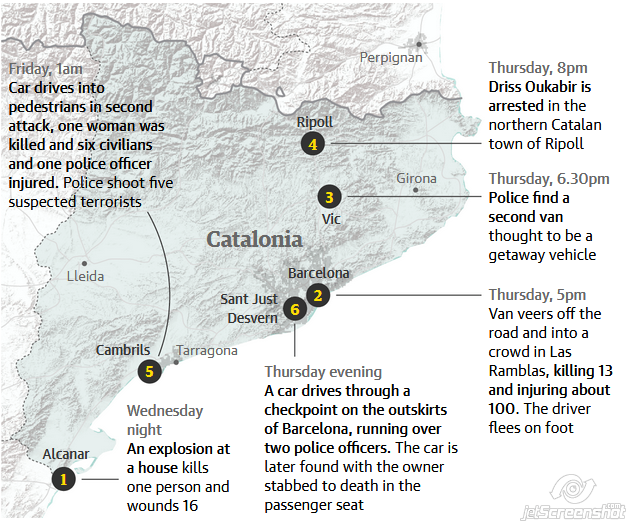 Perpignan
Friday, 1am
Car drives into
pedestrians in second
attack, one woman was
killed and six civilians
and one police officer
injured. Police shoot five
suspected terrorists
Thursday, 8pm
Driss Oukabir is
arrested in the
northern Catalan
town of Ripoll
Ripoll
4
Girona
Thursday, 6.30pm
Police find a
second van
thought to be a
getaway vehicle
3
Vic
Catalonia
Lleida
Barcelona
2
Sant Just
Desvern
6
Thursday, 5pm
Van veers off the
road and into a
crowd in Las
Ramblas, killing 13
and injuring about
100. The driver
flees on foot
Cambrils
Tarragona
5
Thursday evening
A car drives through a
checkpoint on the outskirts
of Barcelona, running over
two police officers. The car is
later found with the owner
stabbed to death in the
passenger seat
Wednesday
night
An explosion at
a house kills
one person and
wounds 16
Alcanar
1
jetScreenshot.com